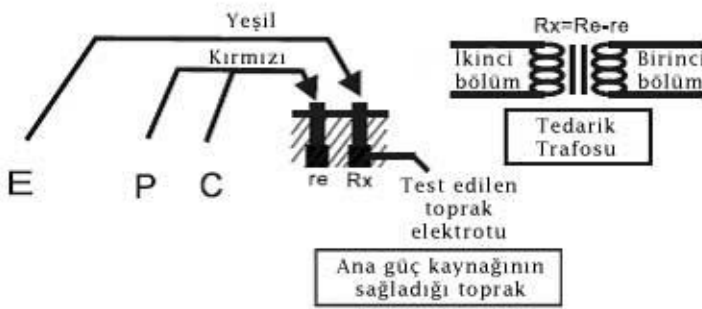 Yeşil
Kırmızı
E
P
C
re
Rx
Test edilen
toprak
elektrotu
Ana güç kaynağının
sağladığı toprak
Rx=Re-re
İkinci
bölüm
Birinci
bölüm
Tedarik
Trafosu